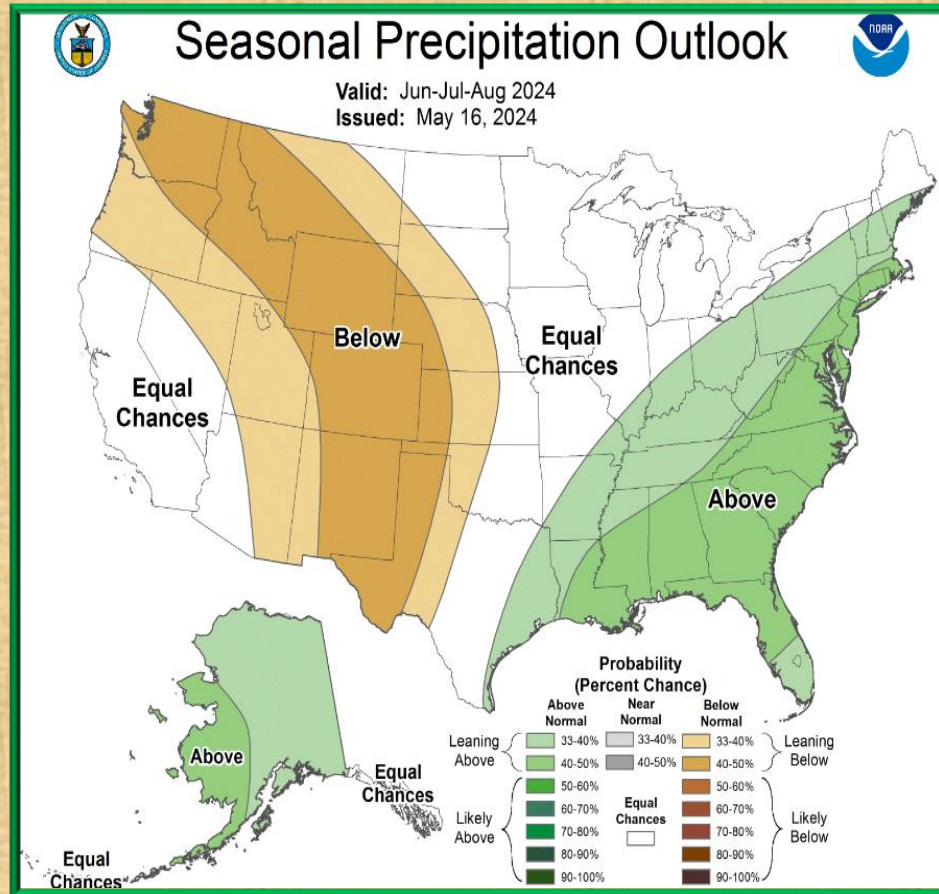 Seasonal Precipitation Outlook
NOAA
Valid: Jun-Jul-Aug 2024
Issued: May 16, 2024
Below
Equal
Chances
Equal
Chances
Above
Above
Equal
Chances
Equal
Chances
Probability
(Percent Chance)
Above Normal
Near Normal
Below Normal
Leaning Above
33-40% 33-40% 33-40%
40-50% 40-50% 40-50%
Leaning Below
Likely Above
50-60% 50-60%
60-70% 60-70%
70-80% 70-80%
80-90% 80-90%
90-100% 90-100%
Equal Chances
Likely Below